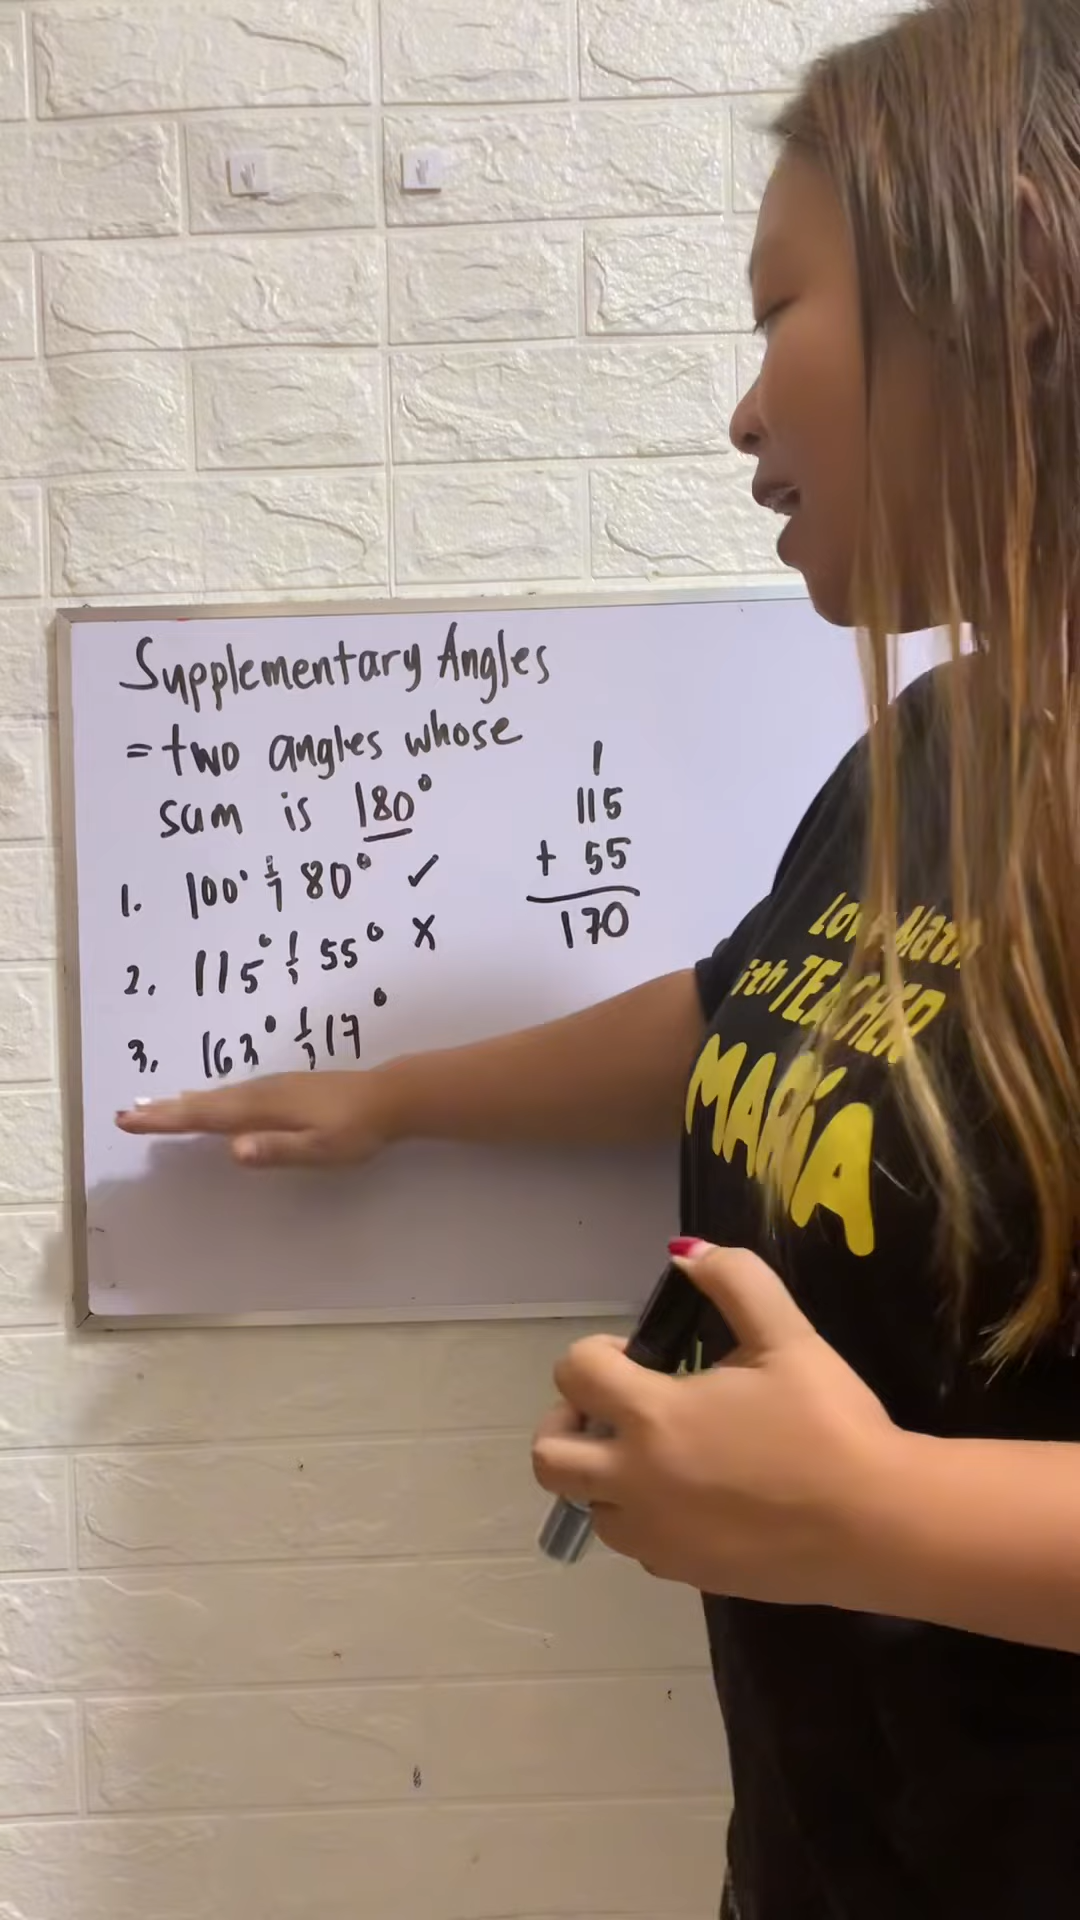 Supplementary Angles
= two angles whose
sum is 180°
1. 100° & 80° ✓
2. 115° & 55° X
3. 163° & 17°
1
115
+ 55
170
Love Math
with TEACHER
MARIA